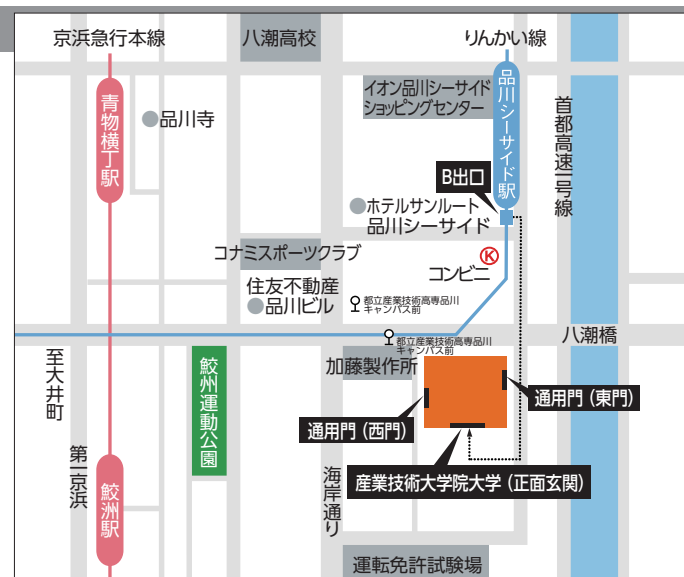 京浜急行本線
八潮高校
りんかい線
青物横丁駅
品川寺
イオン品川シーサイド
ショッピングセンター
品川シーサイド駅
首都高速一号線
B出口
ホテルサンルート
品川シーサイド
コナミスポーツクラブ
K
コンビニ
住友不動産
品川ビル
都立産業技術高専品川
キャンパス前
都立産業技術高専品川
キャンパス前
八潮橋
至大井町
鮫州運動公園
加藤製作所
通用門（東門）
通用門（西門）
第一京浜
鮫洲駅
海岸通り
産業技術大学院大学（正面玄関）
運転免許試験場